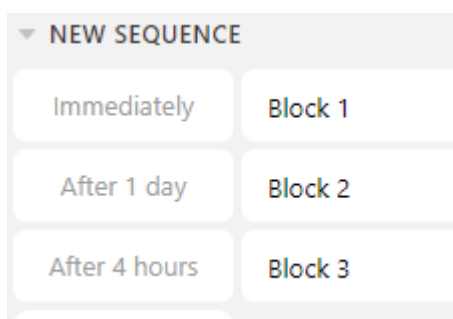 NEW SEQUENCE
Immediately Block 1
After 1 day Block 2
After 4 hours Block 3